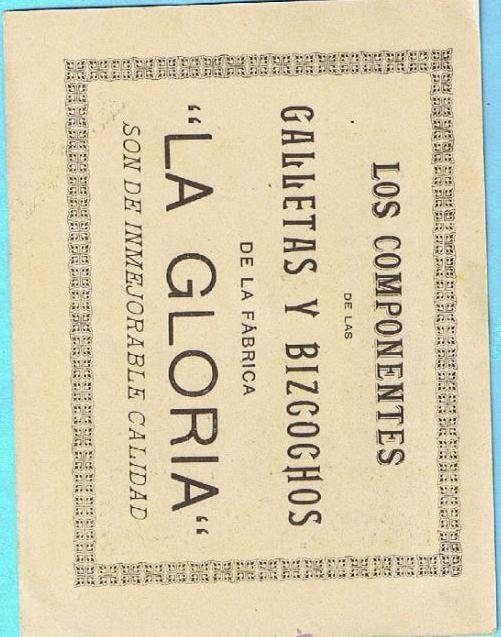 LOS COMPONENTES
DE LAS
GALLETAS Y BIZCOCHOS
DE LA FÁBRICA
“LA GLORIA“
SON DE INMEJORABLE CALIDAD